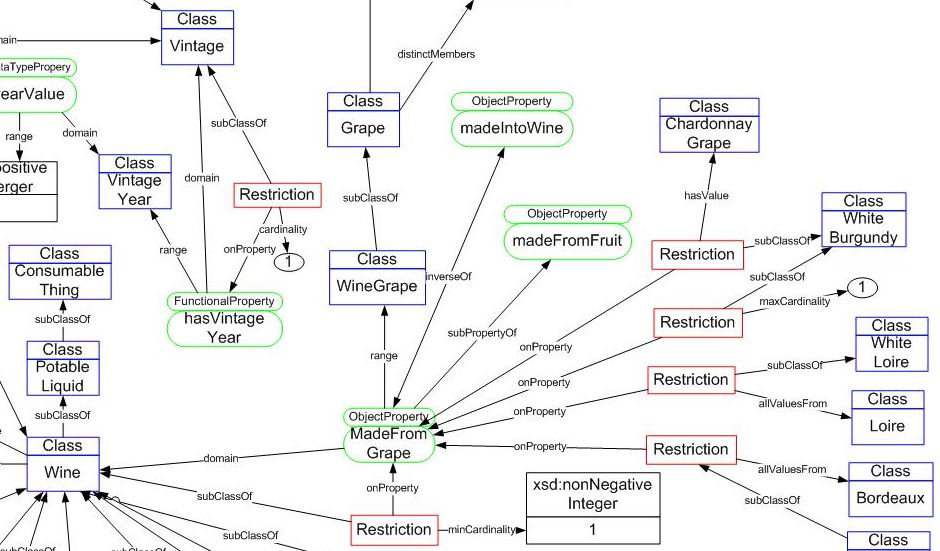 Class
Vintage
ObjectProperty
madeIntoWine
distinctMembers
Class
Grape
Class
Chardonnay
Grape
earValue
range
domain
subClassOf
Class
Vintage
Year
domain
Restriction
cardinality
1
onProperty
range
FunctionalProperty
hasVintage
Year
subClassOf
Class
WineGrape
inverseOf
ObjectProperty
madeFromFruit
subPropertyOf
hasValue
Restriction
subClassOf
Class
White
Burgundy
subClassOf
Restriction
maxCardinality
1
onProperty
onProperty
Class
Consumable
Thing
subClassOf
Class
Potable
Liquid
subClassOf
Class
Wine
range
Restriction
subClassOf
Class
White
Loire
allValuesFrom
Class
Loire
onProperty
ObjectProperty
MadeFrom
Grape
domain
onProperty
Restriction
allValuesFrom
Class
Bordeaux
subClassOf
Class
onProperty
subClassOf
Restriction
minCardinality
xsd:nonNegative
Integer
1
subClassOf